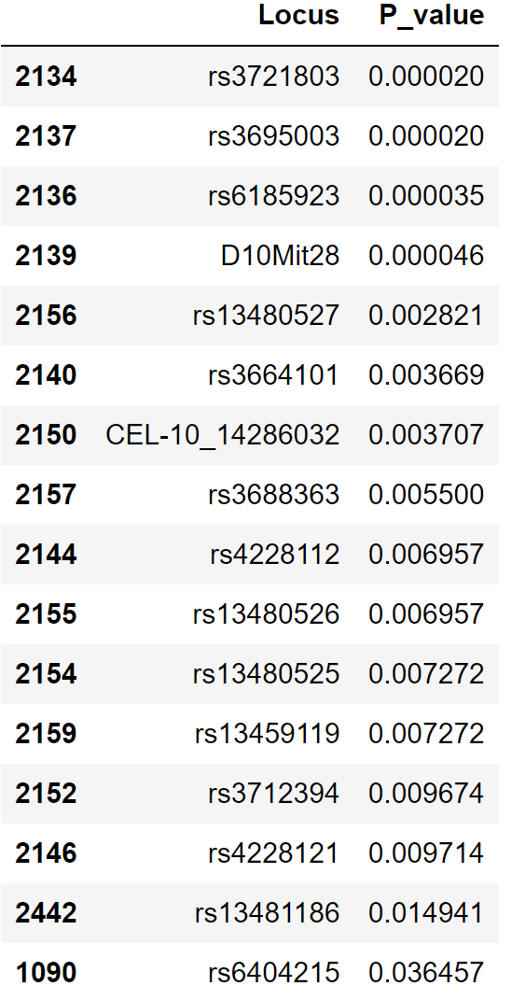 Locus P_value
2134 rs3721803 0.000020
2137 rs3695003 0.000020
2136 rs6185923 0.000035
2139 D10Mit28 0.000046
2156 rs13480527 0.002821
2140 rs3664101 0.003669
2150 CEL-10_14286032 0.003707
2157 rs3688363 0.005500
2144 rs4228112 0.006957
2155 rs13480526 0.006957
2154 rs13480525 0.007272
2159 rs13459119 0.007272
2152 rs3712394 0.009674
2146 rs4228121 0.009714
2442 rs13481186 0.014941
1090 rs6404215 0.036457